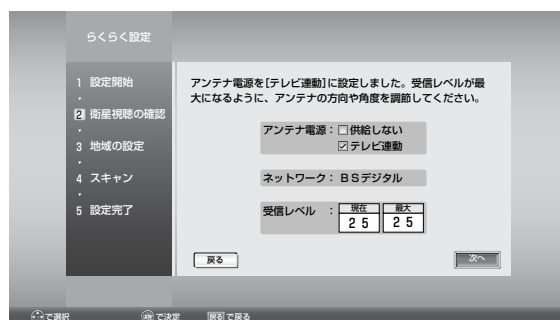 らくらく設定
1 設定開始
2 衛星視聴の確認
3 地域の設定
4 スキャン
5 設定完了
アンテナ電源を[テレビ連動]に設定しました。受信レベルが最
大になるように、アンテナの方向や角度を調節してください。
アンテナ電源：□供給しない
☑テレビ連動
ネットワーク：BSデジタル
受信レベル ： 現在 最大
25 25
戻る 次へ
で選択 決定 で決定 戻る で戻る